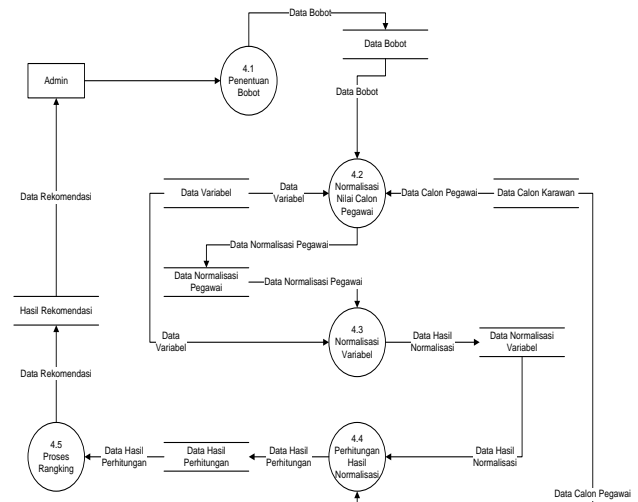 Data Bobot
Data Bobot
Admin
4.1
Penentuan
Bobot
Data Bobot
Data Rekomendasi
Data Variabel
Data
Variabel
4.2
Normalisasi
Nilai Calon
Pegawai
Data Calon Pegawai
Data Calon Karawan
Data Normalisasi Pegawai
Data Normalisasi
Pegawai
Data Normalisasi Pegawai
Hasil Rekomendasi
Data
Variabel
4.3
Normalisasi
Variabel
Data Hasil
Normalisasi
Data Normalisasi
Variabel
Data Rekomendasi
4.5
Proses
Rangking
Data Hasil
Perhitungan
Data Hasil
Perhitungan
Data Hasil
Perhitungan
4.4
Perhitungan
Hasil
Normalisasi
Data Hasil
Normalisasi
Data Calon Pegawai